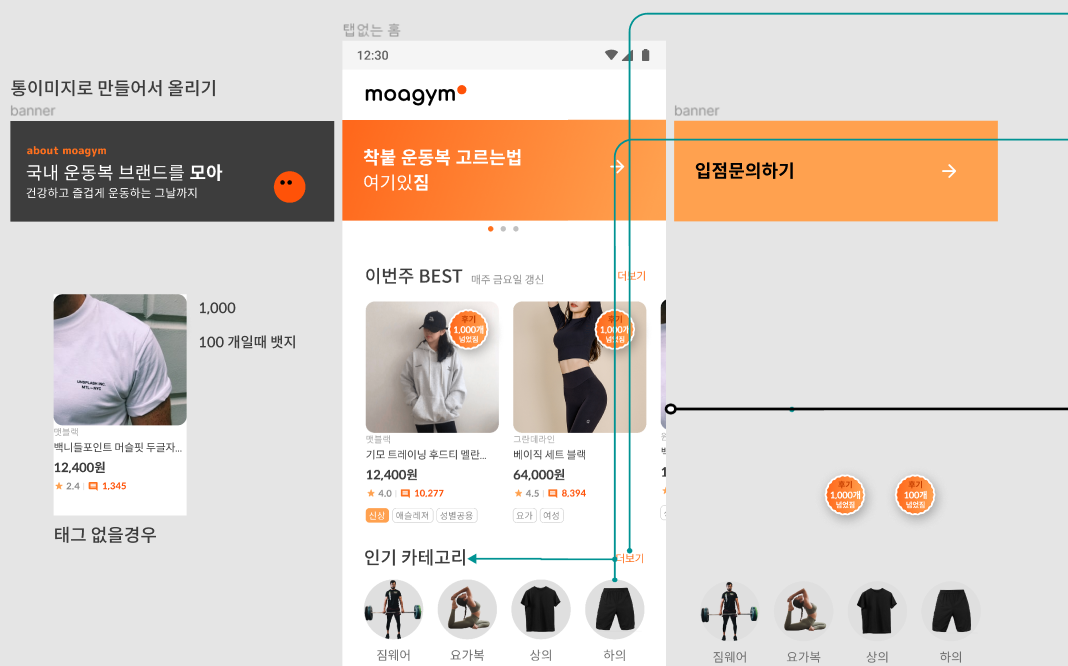 탭없는 홈
통이미지로 만들어서 올리기
banner
about moagym
국내 운동복 브랜드를 모아
건강하고 즐겁게 운동하는 그날까지
1,000
100 개일때 뱃지
UNSPLASH INC.
MTL—NYC
맷블랙
백니들포인트 머슬핏 두글자...
12,400원
2.4
1,345
태그 없을경우
12:30
moagym
착붙 운동복 고르는법
여기있짐
이번주 BEST
매주 금요일 갱신
더보기
후기
1,000개
넘었짐
후기
1,000개
넘었짐
맷블랙
기모 트레이닝 후드티 멜란...
12,400원
4.0
10,277
신상
애슬레져
성별공용
그란데라인
베이직 세트 블랙
64,000원
4.5
8,394
요가
여성
인기 카테고리
더보기
짐웨어
요가복
상의
하의
banner
입점문의하기
후기
1,000개
넘었짐
후기
100개
넘었짐
짐웨어
요가복
상의
하의